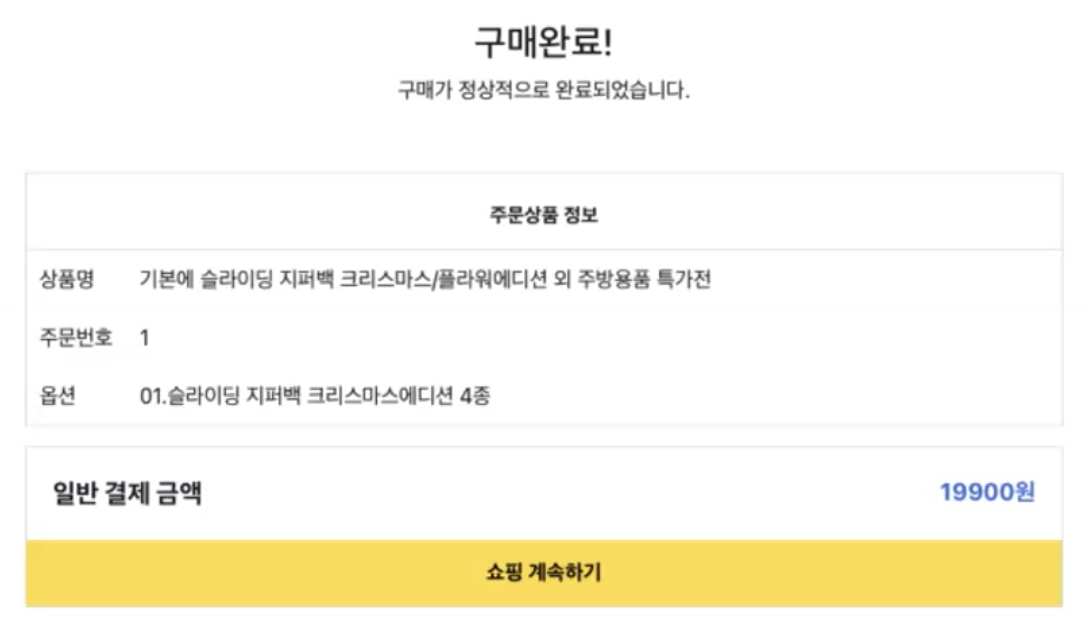 구매완료!
구매가 정상적으로 완료되었습니다.
주문상품 정보
상품명 기본에 슬라이딩 지퍼백 크리스마스/플라워에디션 외 주방용품 특가전
주문번호 1
옵션 01.슬라이딩 지퍼백 크리스마스에디션 4종
일반 결제 금액 19900원
쇼핑 계속하기